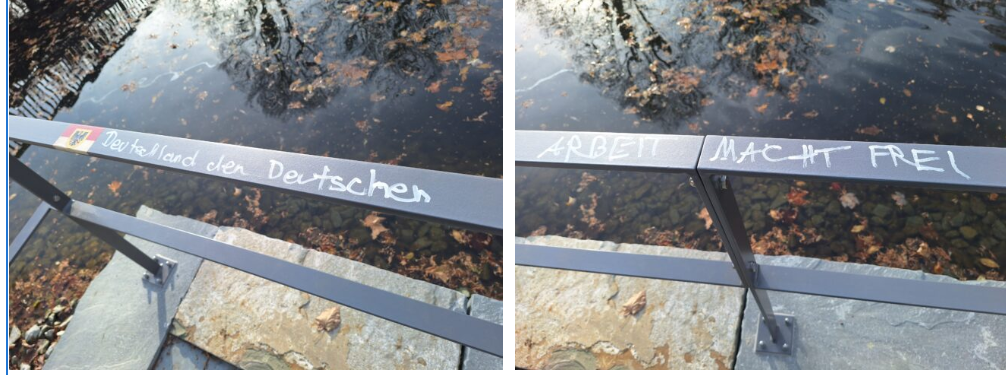 Deutschland den Deutschen
ARBEIT MACHT FREI